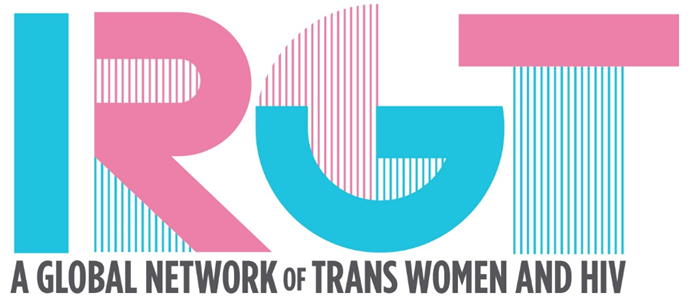 IRGT
A GLOBAL NETWORK OF TRANS WOMEN AND HIV